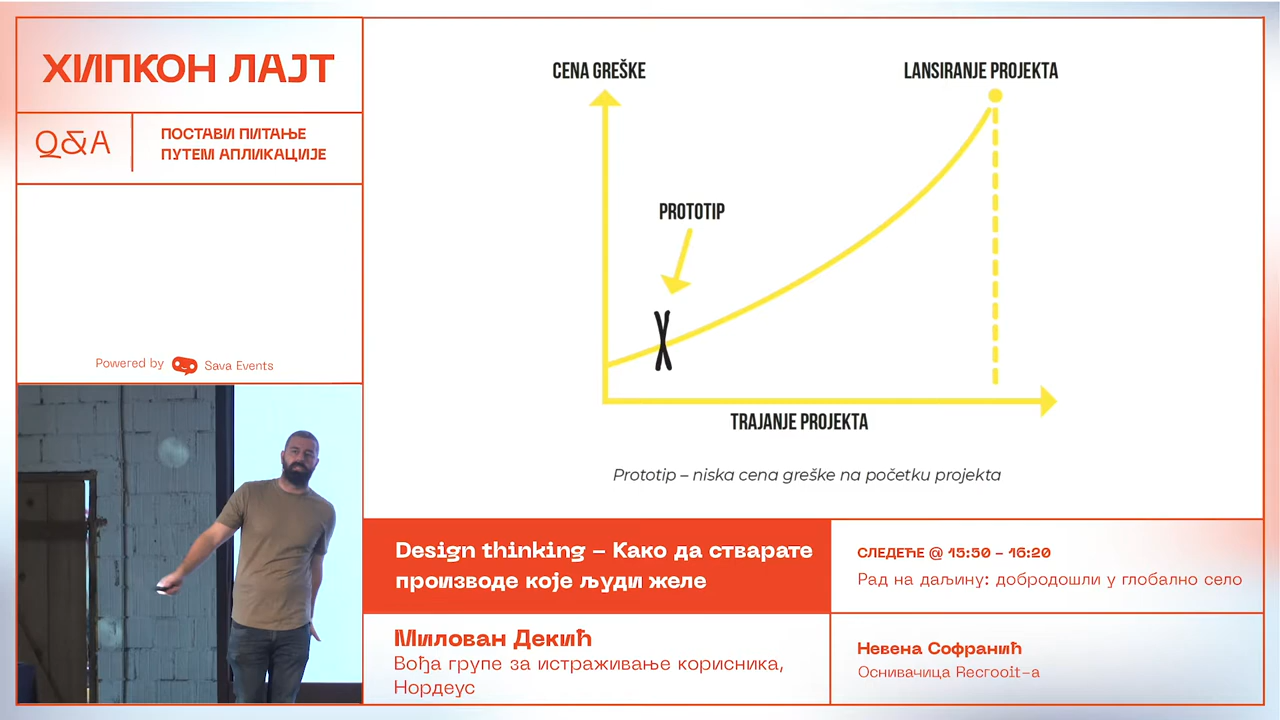 ХИПКОН ЛАЈТ
Q&A
ПОСТАВИ ПИТАЊЕ
ПУТЕМ АПЛИКАЦИЈЕ
Powered by Sava Events
CENA GREŠKE
LANSIRANJE PROJEKTA
PROTOTIP
X
TRAJANJE PROJEKTA
Prototip – niska cena greške na početku projekta
Design thinking – Како да стварате
производе које људи желе
Милован Декић
Вођа групе за истраживање корисника,
Нордеус
СЛЕДЕЋЕ @ 15:50 – 16:20
Рад на даљину: добродошли у глобално село
Невена Софранић
Оснивачица Recrooit-а